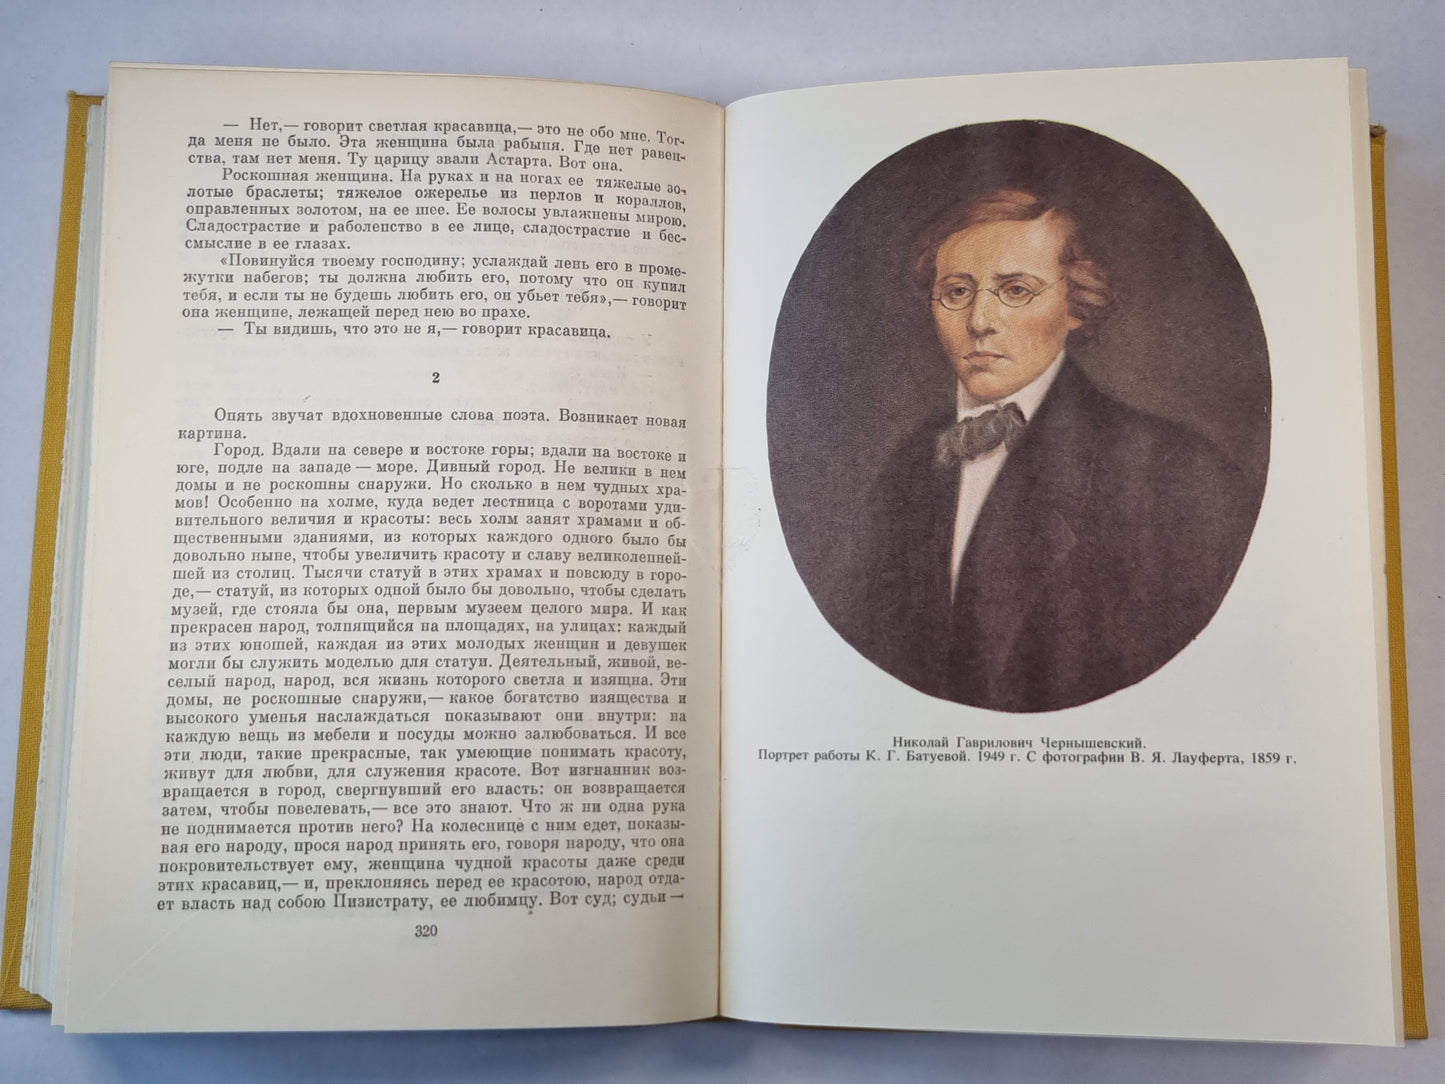 — Нет,— говорит светлая красавица,— это не обо мне. Тог-
да меня не было. Эта женщина была рабыня. Где нет равен-
ства, там нет меня. Ту царицу звали Астарта. Вот она.
Роскошная женщина. На руках и на ногах ее тяжелые зо-
лотые браслеты; тяжелое ожерелье из перлов и кораллов,
оправленных золотом, на ее шее. Ее волосы увлажнены мирою.
Сладострастие и раболепство в ее лице, сладострастие и бес-
смыслие в ее глазах.
«Повинуйся твоему господину; услаждай лень его в проме-
жутки набегов; ты должна любить его, потому что он купил
тебя, и если ты не будешь любить его, он убьет тебя»,— говорит
она женщине, лежащей перед нею во прахе.
— Ты видишь, что это не я,— говорит красавица.
2
Опять звучат вдохновенные слова поэта. Возникает новая
картина.
Город. Вдали на севере и востоке горы; вдали на востоке и
юге, подле на западе — море. Дивный город. Не велики в нем
домы и не роскошны снаружи. Но сколько в нем чудных хра-
мов! Особенно на холме, куда ведет лестница с воротами уди-
вительного величия и красоты: весь холм занят храмами и об-
щественными зданиями, из которых каждого одного было бы
довольно ныне, чтобы увеличить красоту и славу великолепней-
шей из столиц. Тысячи статуй в этих храмах и повсюду в горо-
де,— статуй, из которых одной было бы довольно, чтобы сделать
музей, где стояла бы она, первым музеем целого мира. И как
прекрасен народ, толпящийся на площадях, на улицах: каждый
из этих юношей, каждая из этих молодых женщин и девушек
могли бы служить моделью для статуи. Деятельный, живой, ве-
селый народ, народ, вся жизнь которого светла и изящна. Эти
домы, не роскошные снаружи,— какое богатство изящества и
высокого уменья наслаждаться показывают они внутри: на
каждую вещь из мебели и посуды можно залюбоваться. И все
эти люди, такие прекрасные, так умеющие понимать красоту,
живут для любви, для служения красоте. Вот изгнанник воз-
вращается в город, свергнувший его власть: он возвращается
затем, чтобы повелевать,— все это знают. Что ж ни одна рука
не поднимается против него? На колеснице с ним едет, показы-
вая его народу, прося народ принять его, говоря народу, что она
покровительствует ему, женщина чудной красоты даже среди
этих красавиц,— и, преклоняясь перед ее красотою, народ отда-
ет власть над собою Пизистрату, ее любимцу. Вот суд; судьи —
320
Николай Гаврилович Чернышевский.
Портрет работы К. Г. Батуевой. 1949 г. С фотографии В. Я. Лауферта, 1859 г.